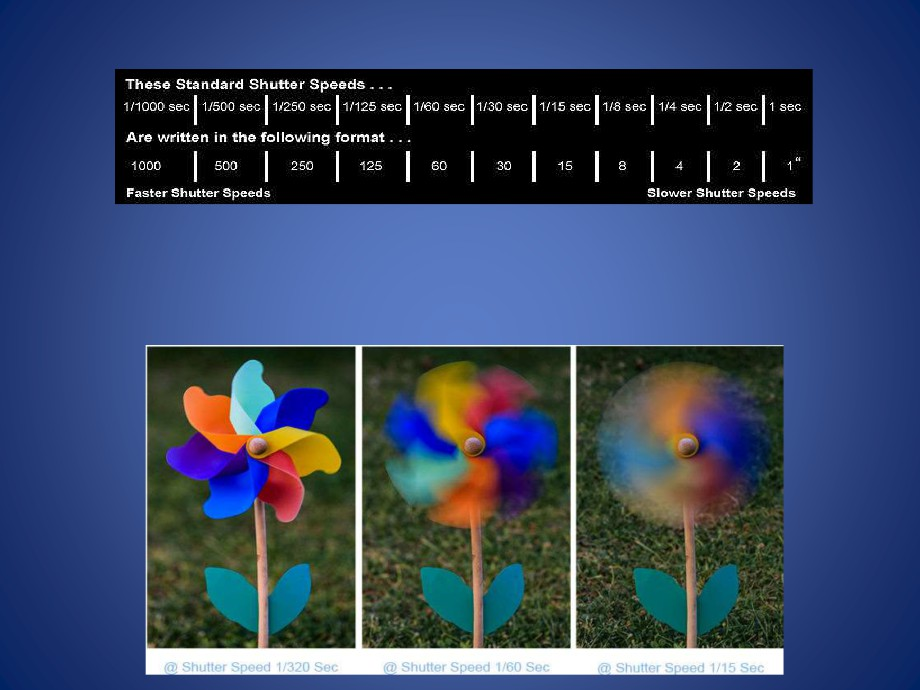 These Standard Shutter Speeds . . .
1/1000 sec 1/500 sec 1/250 sec 1/125 sec 1/60 sec 1/30 sec 1/15 sec 1/8 sec 1/4 sec 1/2 sec 1 sec
Are written in the following format . . .
1000 500 250 125 60 30 15 8 4 2 1“
Faster Shutter Speeds Slower Shutter Speeds
@ Shutter Speed 1/320 Sec @ Shutter Speed 1/60 Sec @ Shutter Speed 1/15 Sec